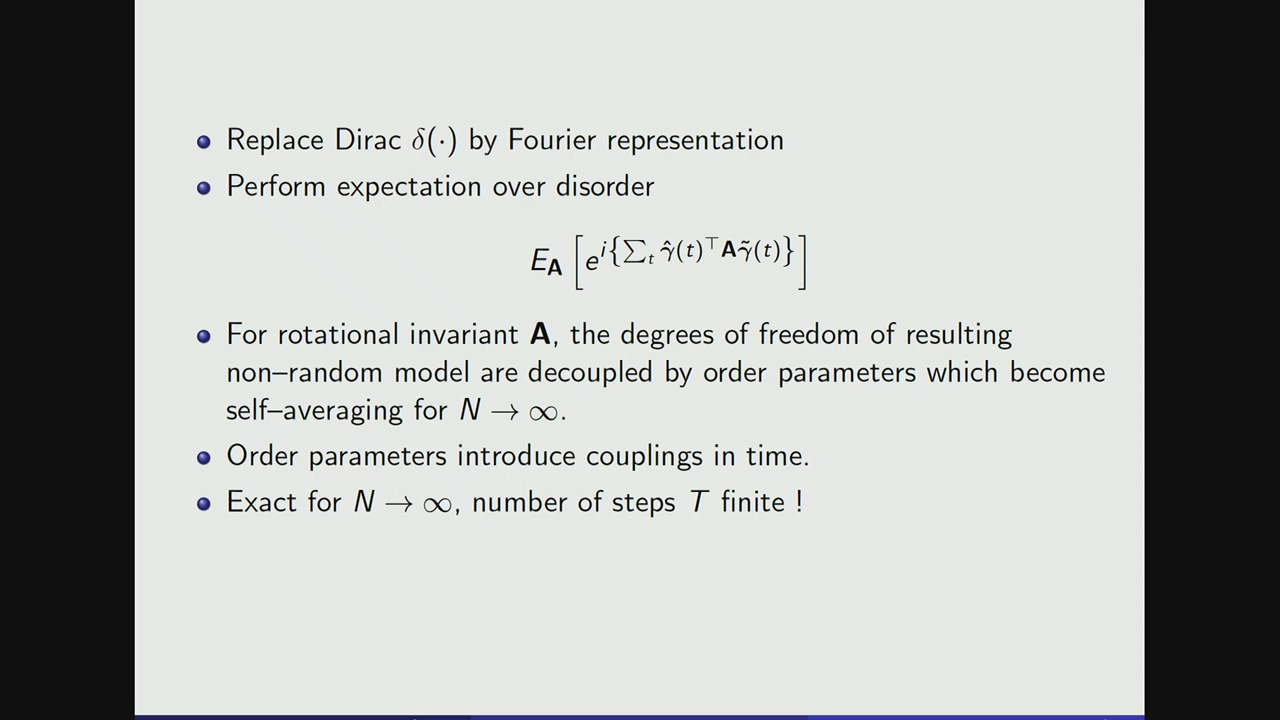 Replace Dirac δ(·) by Fourier representation
Perform expectation over disorder
E_𝐀 [ e^{i{∑_t γ̂(t)^⊤ 𝐀 γ̃(t)}} ]
For rotational invariant 𝐀, the degrees of freedom of resulting
non–random model are decoupled by order parameters which become
self–averaging for N → ∞.
Order parameters introduce couplings in time.
Exact for N → ∞, number of steps T finite !